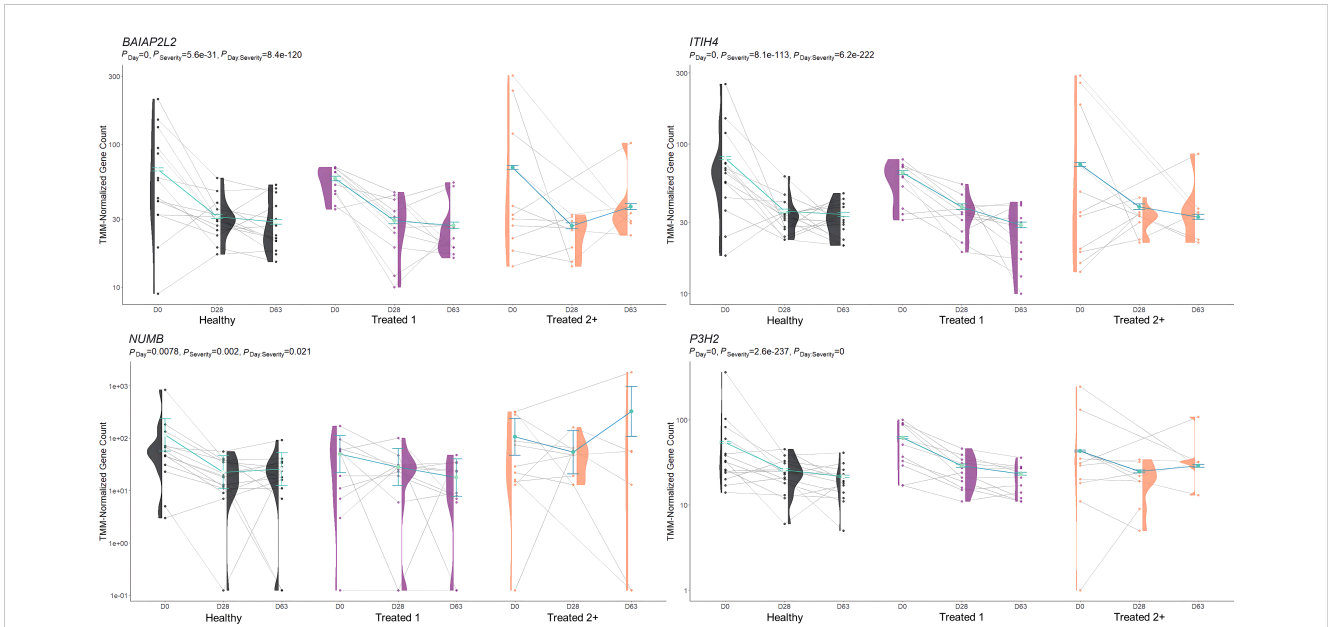 BAIAP2L2
PDay=0, PSeverity=5.6e-31, PDay:Severity=8.4e-120
TMM-Normalized Gene Count
300
100
30
10
D0 D28 D63 D0 D28 D63 D0 D28 D63
Healthy Treated 1 Treated 2+
ITIH4
PDay=0, PSeverity=8.1e-113, PDay:Severity=6.2e-222
TMM-Normalized Gene Count
300
100
30
10
D0 D28 D63 D0 D28 D63 D0 D28 D63
Healthy Treated 1 Treated 2+
NUMB
PDay=0.0078, PSeverity=0.002, PDay:Severity=0.021
TMM-Normalized Gene Count
1e+03
1e+02
1e+01
1e+00
1e-01
D0 D28 D63 D0 D28 D63 D0 D28 D63
Healthy Treated 1 Treated 2+
P3H2
PDay=0, PSeverity=2.6e-237, PDay:Severity=0
TMM-Normalized Gene Count
100
10
1
D0 D28 D63 D0 D28 D63 D0 D28 D63
Healthy Treated 1 Treated 2+